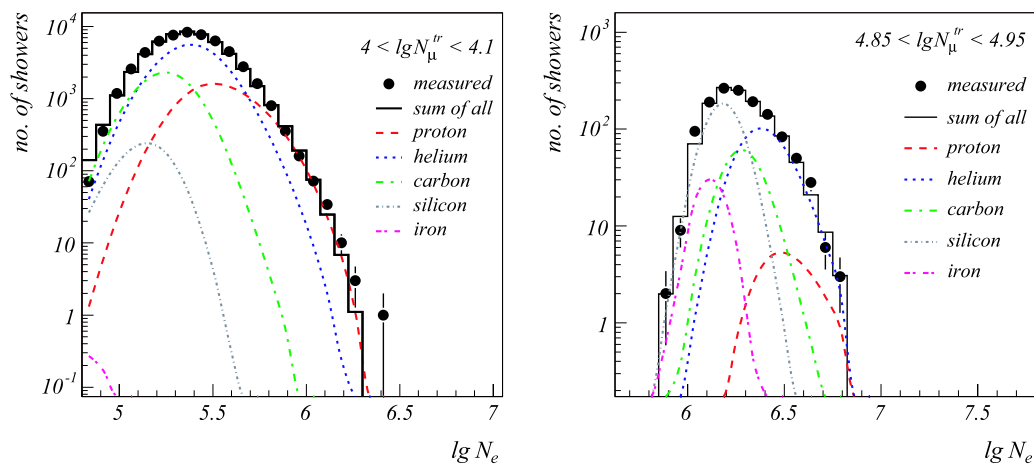 no. of showers
10^4
10^3
10^2
10
1
10^-1
4 < lgN_μ^tr < 4.1
measured
sum of all
proton
helium
carbon
silicon
iron
5
5.5
6
6.5
7
lg N_e
no. of showers
10^3
10^2
10
1
4.85 < lgN_μ^tr < 4.95
measured
sum of all
proton
helium
carbon
silicon
iron
6
6.5
7
7.5
lg N_e